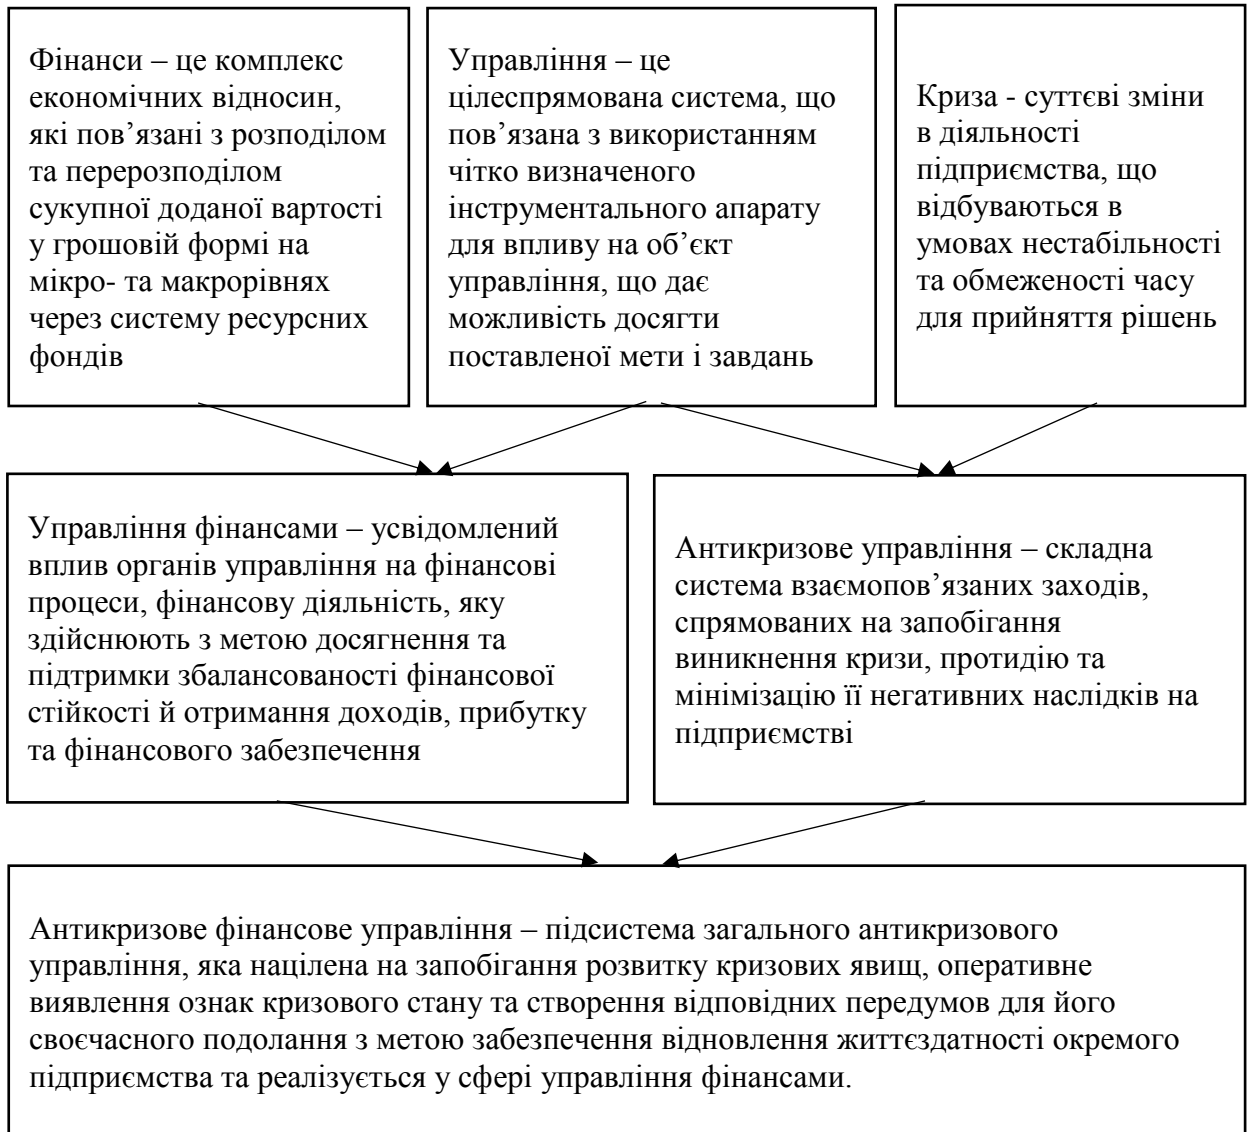 Фінанси – це комплекс
економічних відносин,
які пов’язані з розподілом
та перерозподілом
сукупної доданої вартості
у грошовій формі на
мікро- та макрорівнях
через систему ресурсних
фондів
Управління – це
цілеспрямована система, що
пов’язана з використанням
чітко визначеного
інструментального апарату
для впливу на об’єкт
управління, що дає
можливість досягти
поставленої мети і завдань
Криза - суттєві зміни
в діяльності
підприємства, що
відбуваються в
умовах нестабільності
та обмеженості часу
для прийняття рішень
Управління фінансами – усвідомлений
вплив органів управління на фінансові
процеси, фінансову діяльність, яку
здійснюють з метою досягнення та
підтримки збалансованості фінансової
стійкості й отримання доходів, прибутку
та фінансового забезпечення
Антикризове управління – складна
система взаємопов’язаних заходів,
спрямованих на запобігання
виникнення кризи, протидію та
мінімізацію її негативних наслідків на
підприємстві
Антикризове фінансове управління – підсистема загального антикризового
управління, яка націлена на запобігання розвитку кризових явищ, оперативне
виявлення ознак кризового стану та створення відповідних передумов для його
своєчасного подолання з метою забезпечення відновлення життєздатності окремого
підприємства та реалізується у сфері управління фінансами.